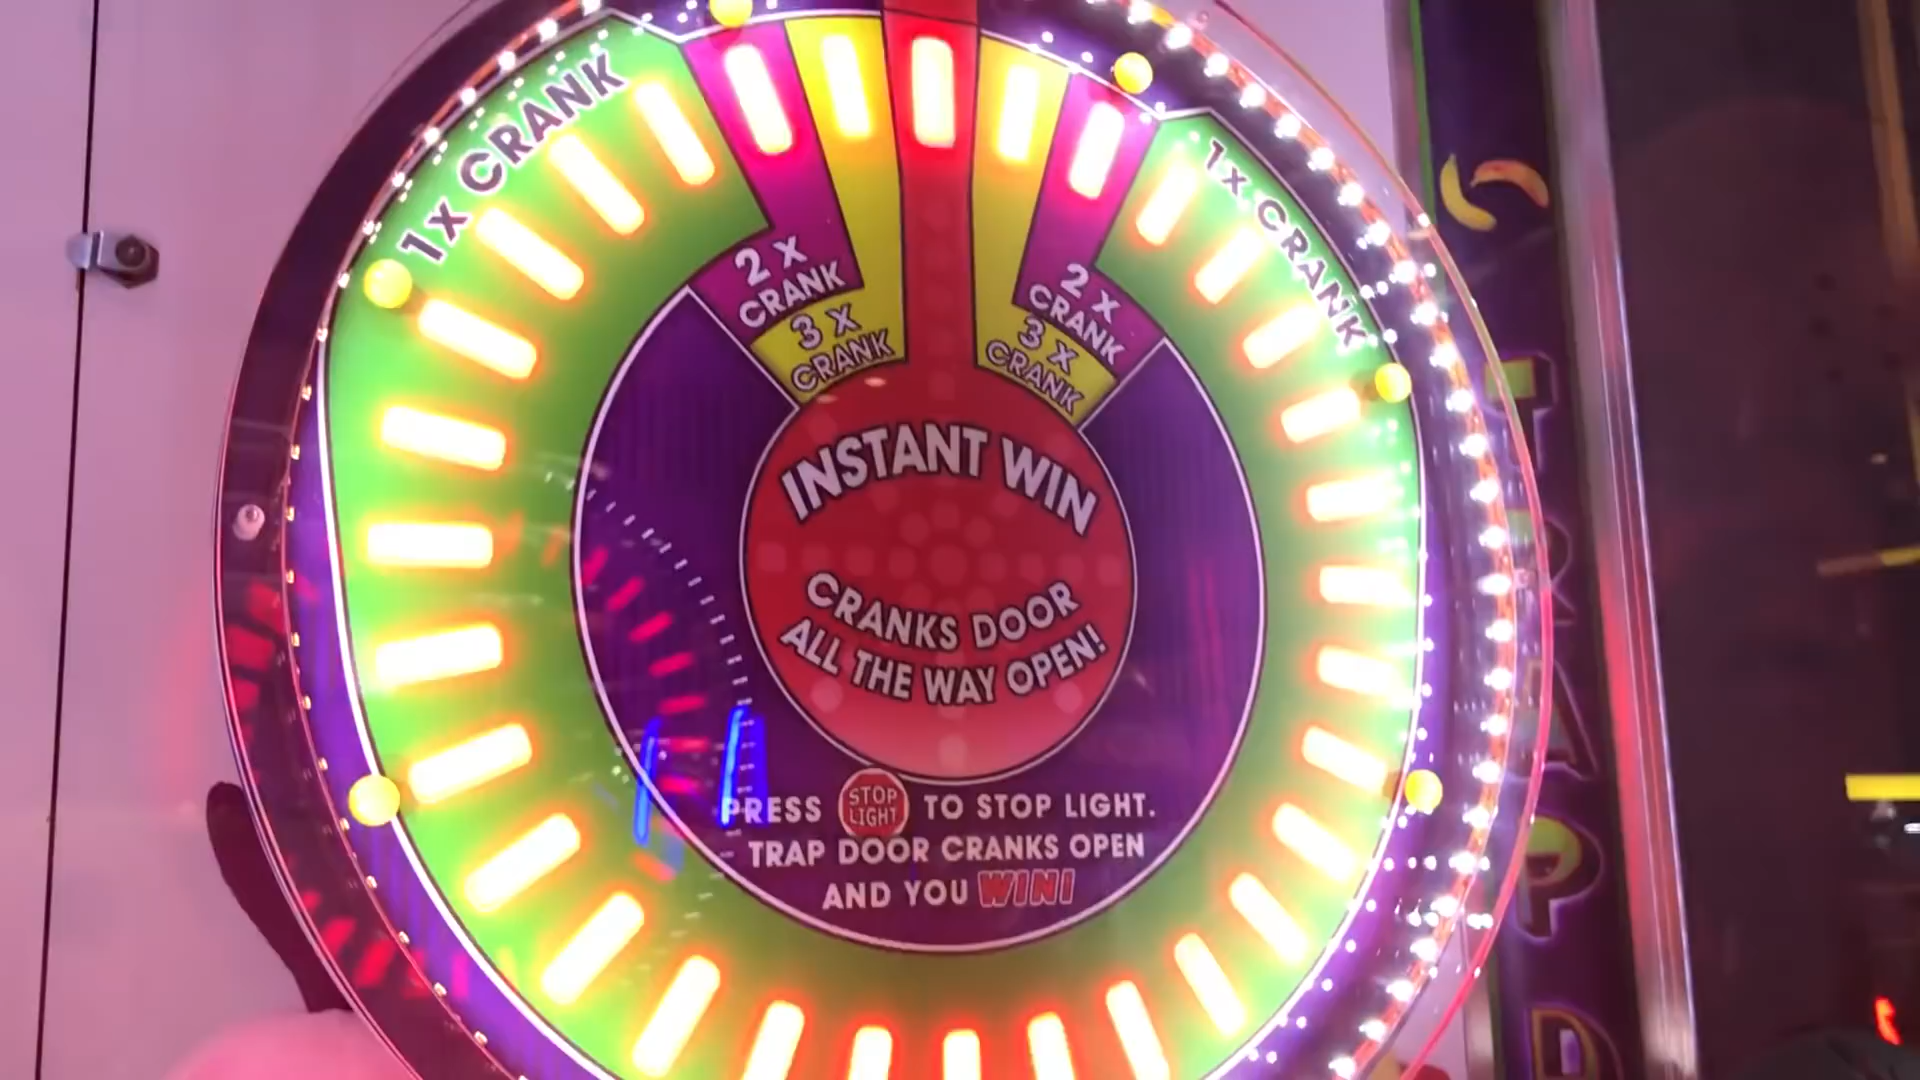 1x CRANK
2 x
CRANK
3 x
CRANK
1x CRANK
2 x
CRANK
3 x
CRANK
INSTANT WIN
CRANKS DOOR
ALL THE WAY OPEN!
PRESS STOP LIGHT TO STOP LIGHT.
TRAP DOOR CRANKS OPEN
AND YOU WIN!
TRAP D